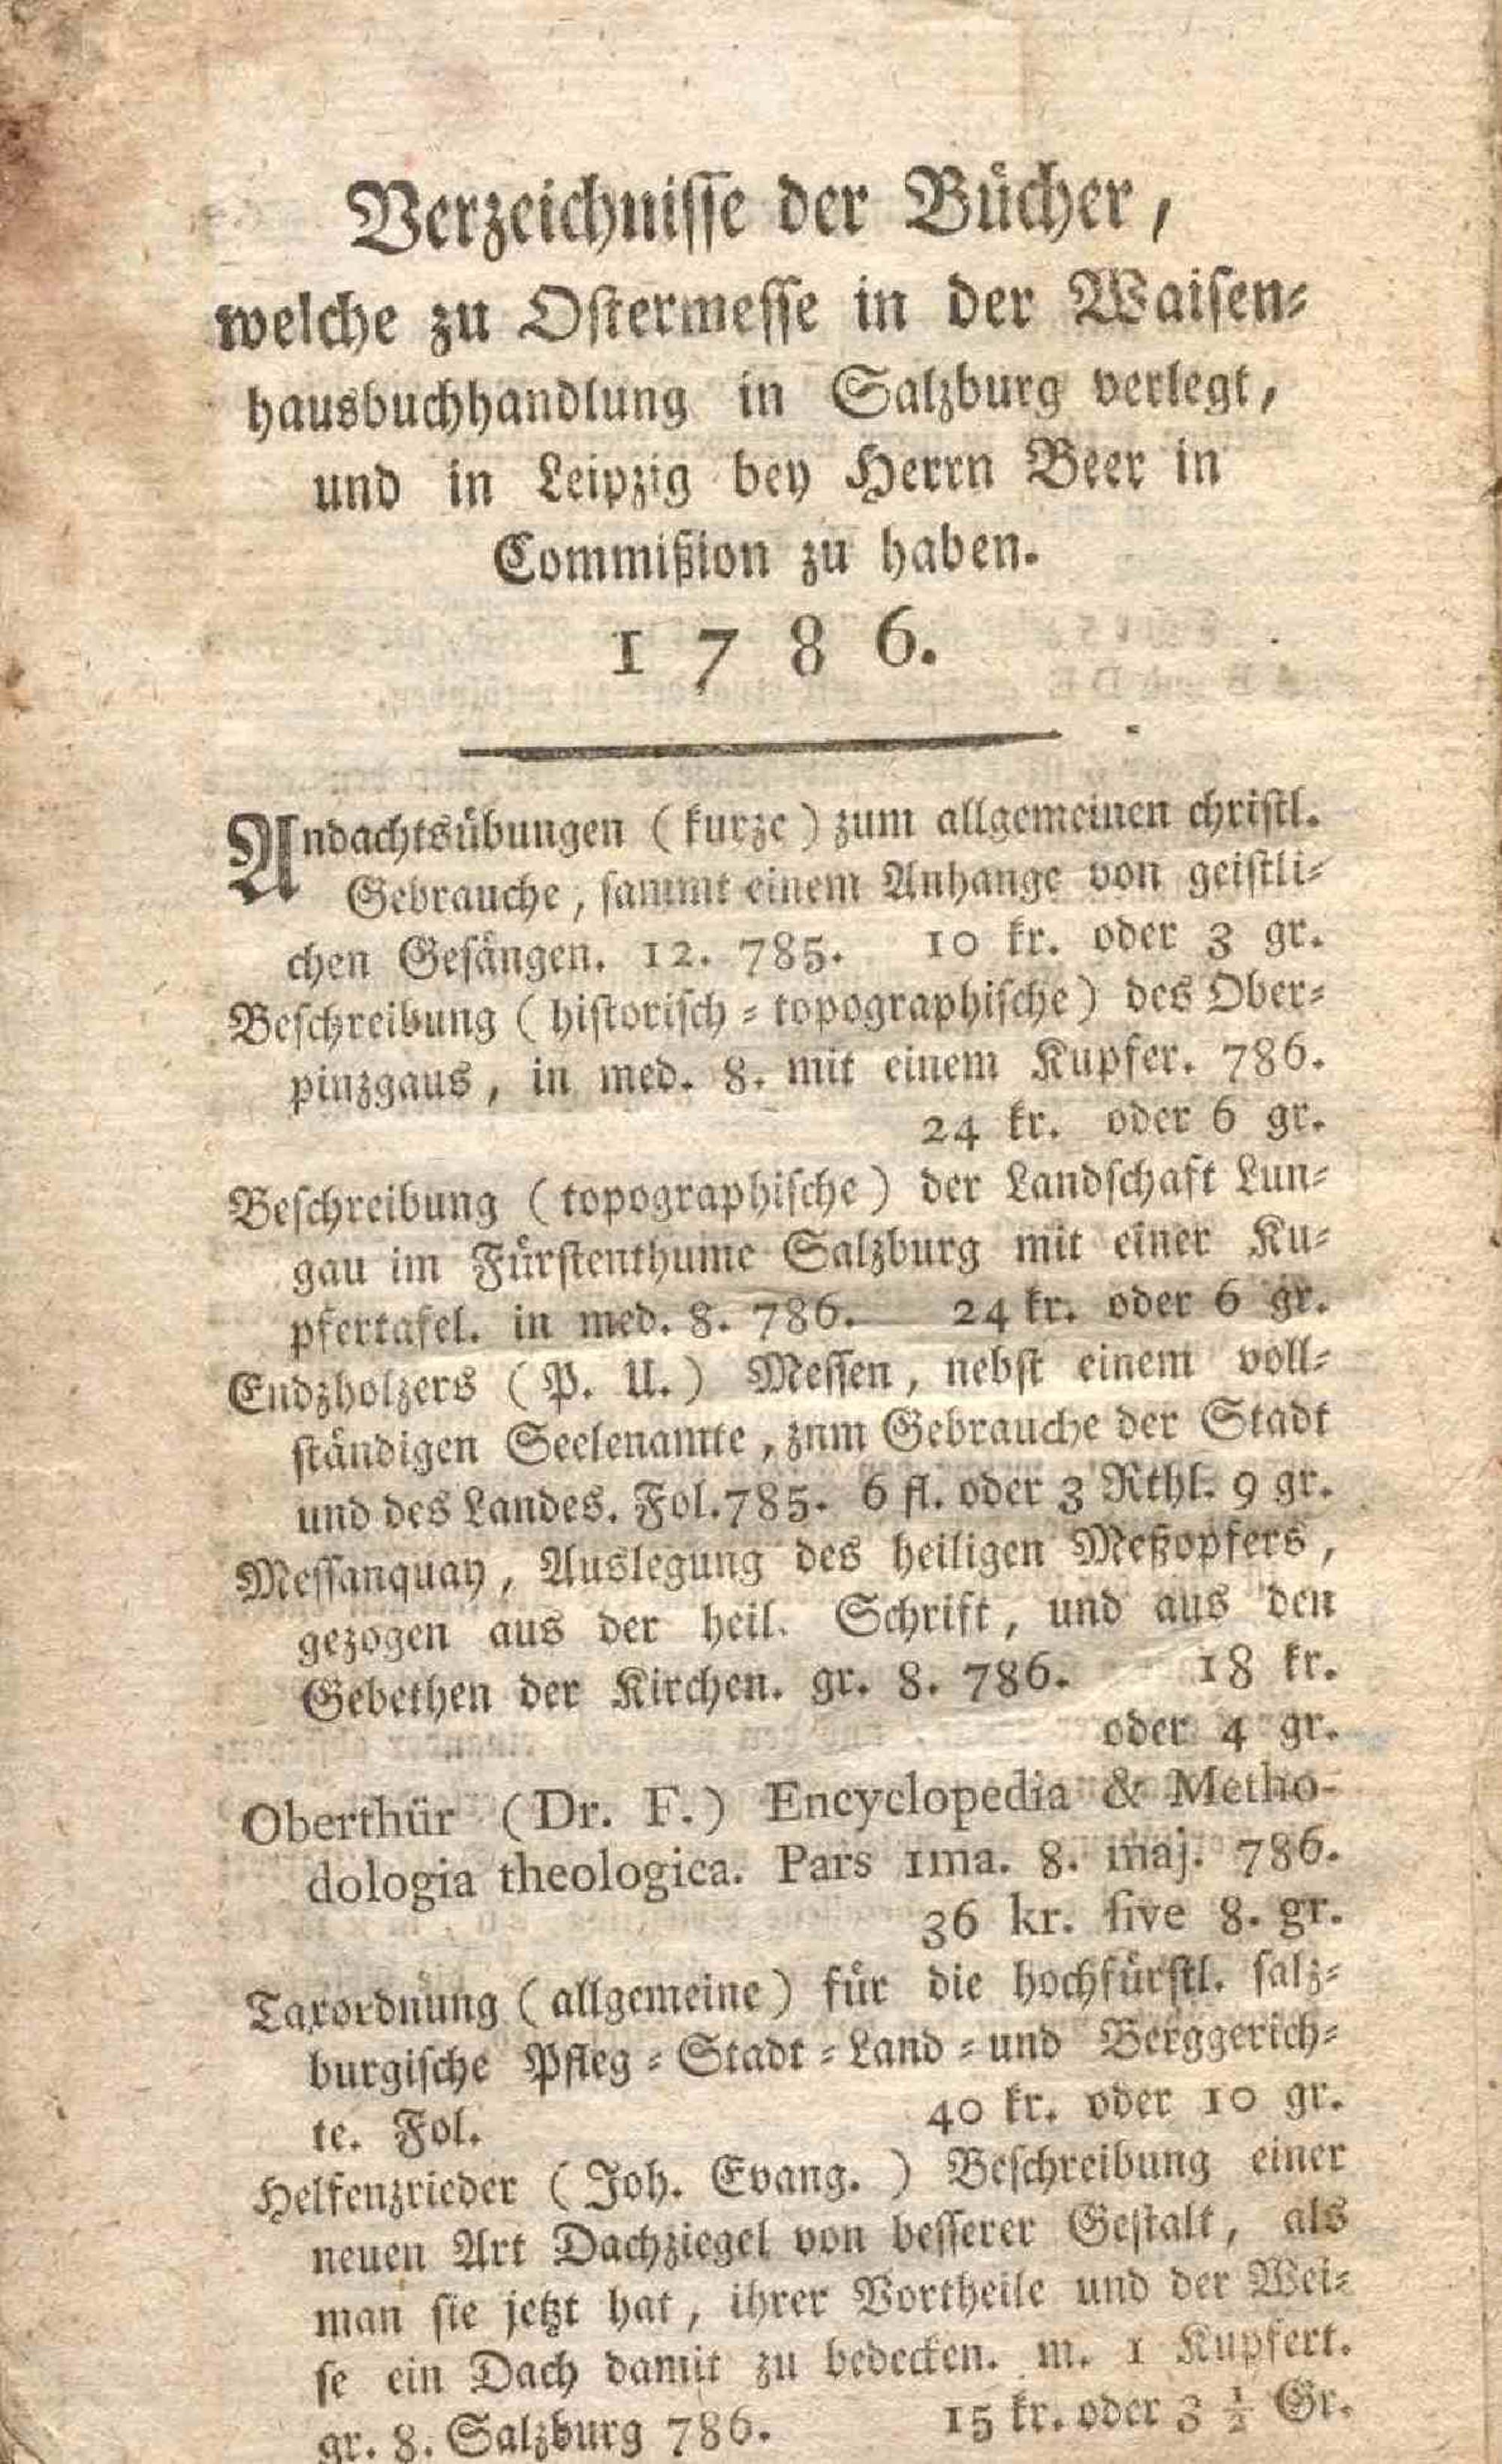 Verzeichnisse der Bücher,
welche zu Ostermesse in der Waisen-
hausbuchhandlung in Salzburg verlegt,
und in Leipzig bey Herrn Beer in
Commißion zu haben.
1786.
Andachtsübungen (kurze) zum allgemeinen christl.
Gebrauche, sammt einem Anhange von geistli-
chen Gesängen. 12. 785. 10 kr. oder 3 gr.
Beschreibung (historisch-topographische) des Ober-
pinzgaus, in med. 8. mit einem Kupfer. 786.
24 kr. oder 6 gr.
Beschreibung (topographische) der Landschaft Lun-
gau im Fürstenthume Salzburg mit einer Ku-
pfertafel. in med. 8. 786. 24 kr. oder 6 gr.
Endzholzers (P. U.) Messen, nebst einem voll-
ständigen Seelenamte, znm Gebrauche der Stadt
und des Landes. Fol. 785. 6 fl. oder 3 Rthl. 9 gr.
Messanquay, Auslegung des heiligen Meßopfers,
gezogen aus der heil. Schrift, und aus den
Gebethen der Kirchen. gr. 8. 786. 18 kr.
oder 4 gr.
Oberthür (Dr. F.) Encyclopedia & Metho-
dologia theologica. Pars 1ma. 8. maj. 786.
36 kr. sive 8. gr.
Taxordnung (allgemeine) für die hochfürstl. salz-
burgische Pfleg-Stadt-Land-und Berggerich-
te. Fol. 40 kr. oder 10 gr.
Helfenzrieder (Joh. Evang.) Beschreibung einer
neuen Art Dachziegel von besserer Gestalt, als
man sie jetzt hat, ihrer Vortheile und der Wei-
se ein Dach damit zu bedecken. m. 1 Kupfert.
gr. 8. Salzburg 786. 15 kr. oder 3 ½ Gr.